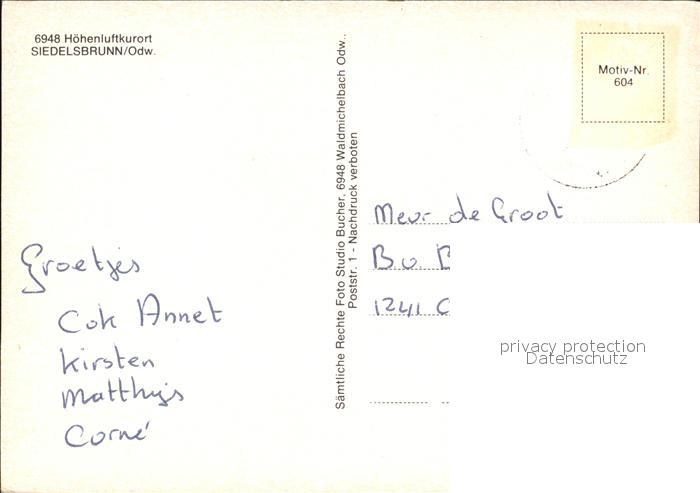 6948 Höhenluftkurort
SIEDELSBRUNN/Odw.
Groetjes
Cok Annet
Kirsten
Matthijs
Corné
Sämtliche Rechte Foto Studio Bucher, 6948 Waldmichelbach Odw.,
Poststr. 1 - Nachdruck verboten
Motiv-Nr.
604
Mevr de Groot
1241
privacy protection
Datenschutz